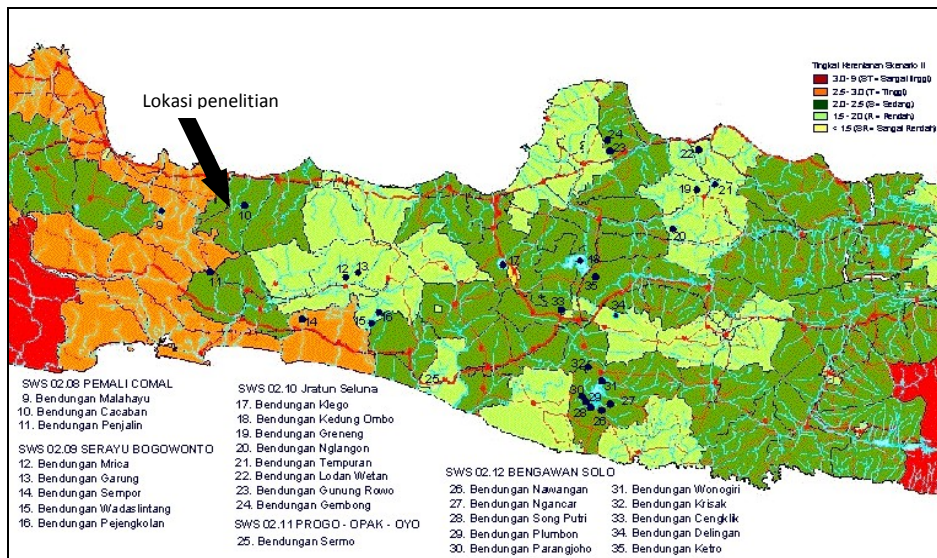 Lokasi penelitian
Tingkat Kerentanan Skenario II
3.0 - 9 (ST = Sangat tinggi)
2.5 - 3.0 (T = Tinggi)
2.0 - 2.5 (S = Sedang)
1.5 - 2.0 (R = Rendah)
< 1.5 (SR = Sangat Rendah)
24
23
22
19
21
20
9
10
11
12
13
17
18
35
14
15
16
33
34
25
32
31
30
29
28
26
27
SWS 02.08 PEMALI COMAL
9. Bendungan Malahayu
10. Bendungan Cacaban
11. Bendungan Penjalin
SWS 02.09 SERAYU BOGOWONTO
12. Bendungan Mrica
13. Bendungan Garung
14. Bendungan Sempor
15. Bendungan Wadaslintang
16. Bendungan Pejengkolan
SWS 02.10 Jratun Seluna
17. Bendungan Klego
18. Bendungan Kedung Ombo
19. Bendungan Greneng
20. Bendungan Nglangon
21. Bendungan Tempuran
22. Bendungan Lodan Wetan
23. Bendungan Gunung Rowo
24. Bendungan Gembong
SWS 02.11 PROGO - OPAK - OYO
25. Bendungan Sermo
SWS 02.12 BENGAWAN SOLO
26. Bendungan Nawangan
27. Bendungan Ngancar
28. Bendungan Song Putri
29. Bendungan Plumbon
30. Bendungan Parangjoho
31. Bendungan Wonogiri
32. Bendungan Krisak
33. Bendungan Cengklik
34. Bendungan Delingan
35. Bendungan Ketro